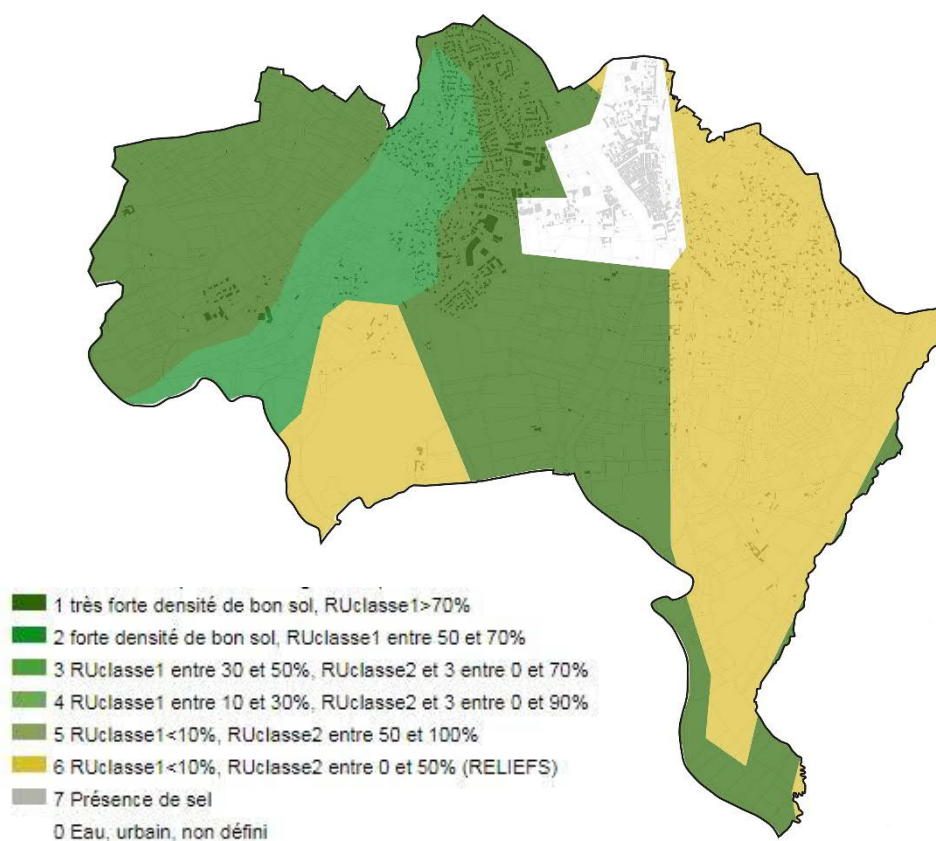 1 très forte densité de bon sol, RUclasse1>70%
2 forte densité de bon sol, RUclasse1 entre 50 et 70%
3 RUclasse1 entre 30 et 50%, RUclasse2 et 3 entre 0 et 70%
4 RUclasse1 entre 10 et 30%, RUclasse2 et 3 entre 0 et 90%
5 RUclasse1<10%, RUclasse2 entre 50 et 100%
6 RUclasse1<10%, RUclasse2 entre 0 et 50% (RELIEFS)
7 Présence de sel
0 Eau, urbain, non défini